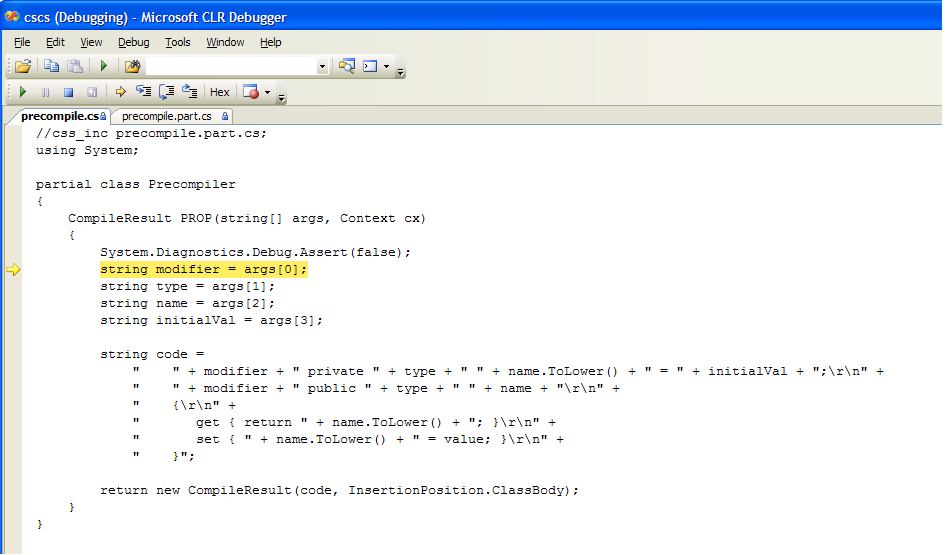 cscs (Debugging) - Microsoft CLR Debugger
File Edit View Debug Tools Window Help
Hex
precompile.cs precompile.part.cs
//css_inc precompile.part.cs;
using System;
partial class Precompiler
{
    CompileResult PROP(string[] args, Context cx)
    {
        System.Diagnostics.Debug.Assert(false);
        string modifier = args[0];
        string type = args[1];
        string name = args[2];
        string initialVal = args[3];
        string code =
            "    " + modifier + " private " + type + " " + name.ToLower() + " = " + initialVal + ";\r\n" +
            "    " + modifier + " public " + type + " " + name + "\r\n" +
            "    {\r\n" +
            "       get { return " + name.ToLower() + "; }\r\n" +
            "       set { " + name.ToLower() + " = value; }\r\n" +
            "    }";
        return new CompileResult(code, InsertionPosition.ClassBody);
    }
}